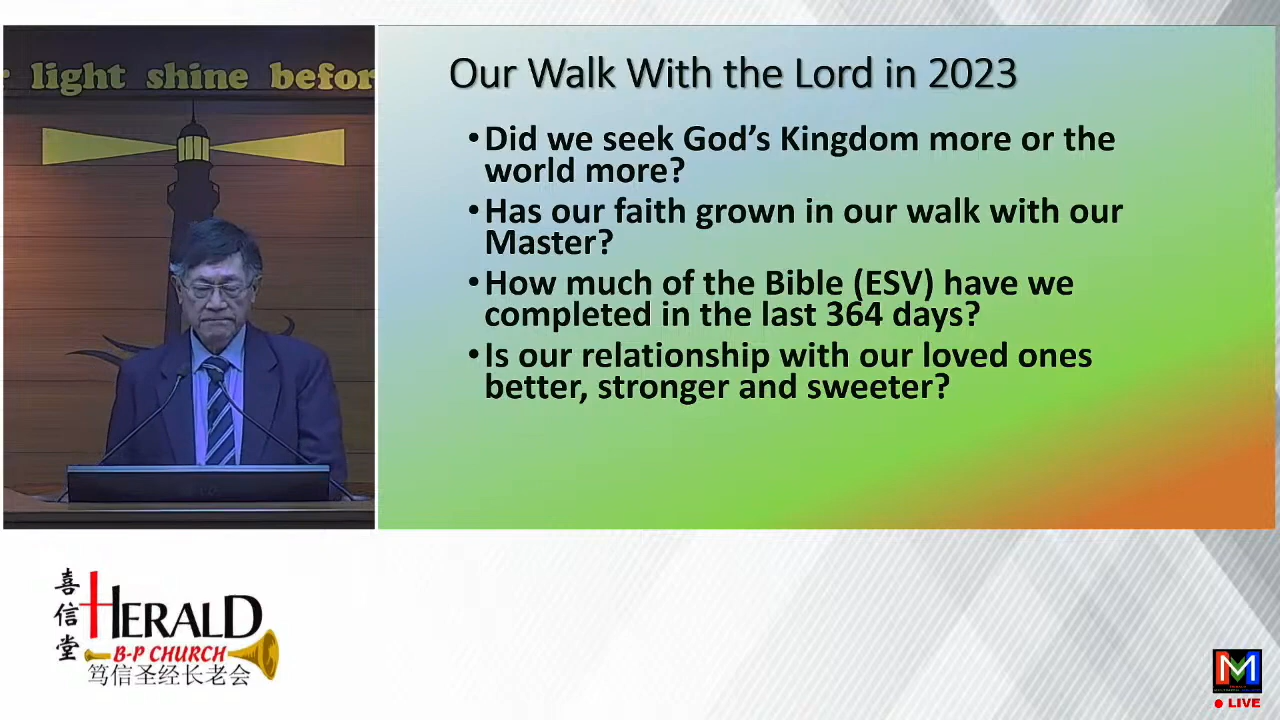 light shine befor
Our Walk With the Lord in 2023
•Did we seek God's Kingdom more or the
world more?
•Has our faith grown in our walk with our
Master?
•How much of the Bible (ESV) have we
completed in the last 364 days?
•Is our relationship with our loved ones
better, stronger and sweeter?
喜信堂
HERALD
B-P CHURCH
笃信圣经长老会
M
LIVE